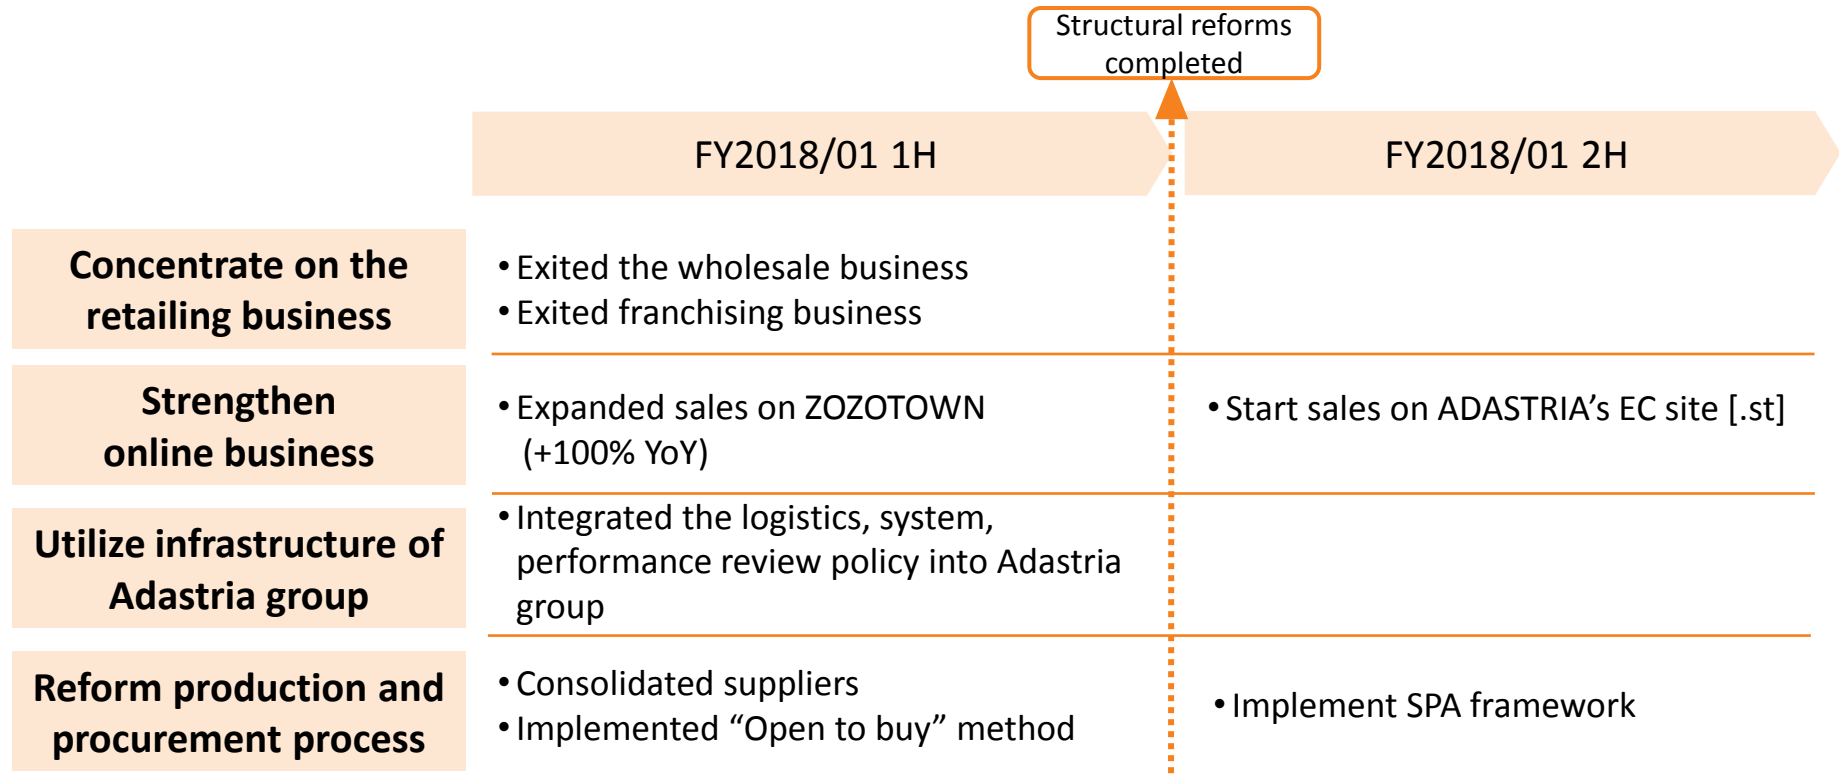 Structural reforms
completed
FY2018/01 1H
FY2018/01 2H
Concentrate on the
retailing business
• Exited the wholesale business
• Exited franchising business
Strengthen
online business
• Expanded sales on ZOZOTOWN
(+100% YoY)
• Start sales on ADASTRIA’s EC site [.st]
Utilize infrastructure of
Adastria group
• Integrated the logistics, system,
performance review policy into Adastria
group
Reform production and
procurement process
• Consolidated suppliers
• Implemented “Open to buy” method
• Implement SPA framework